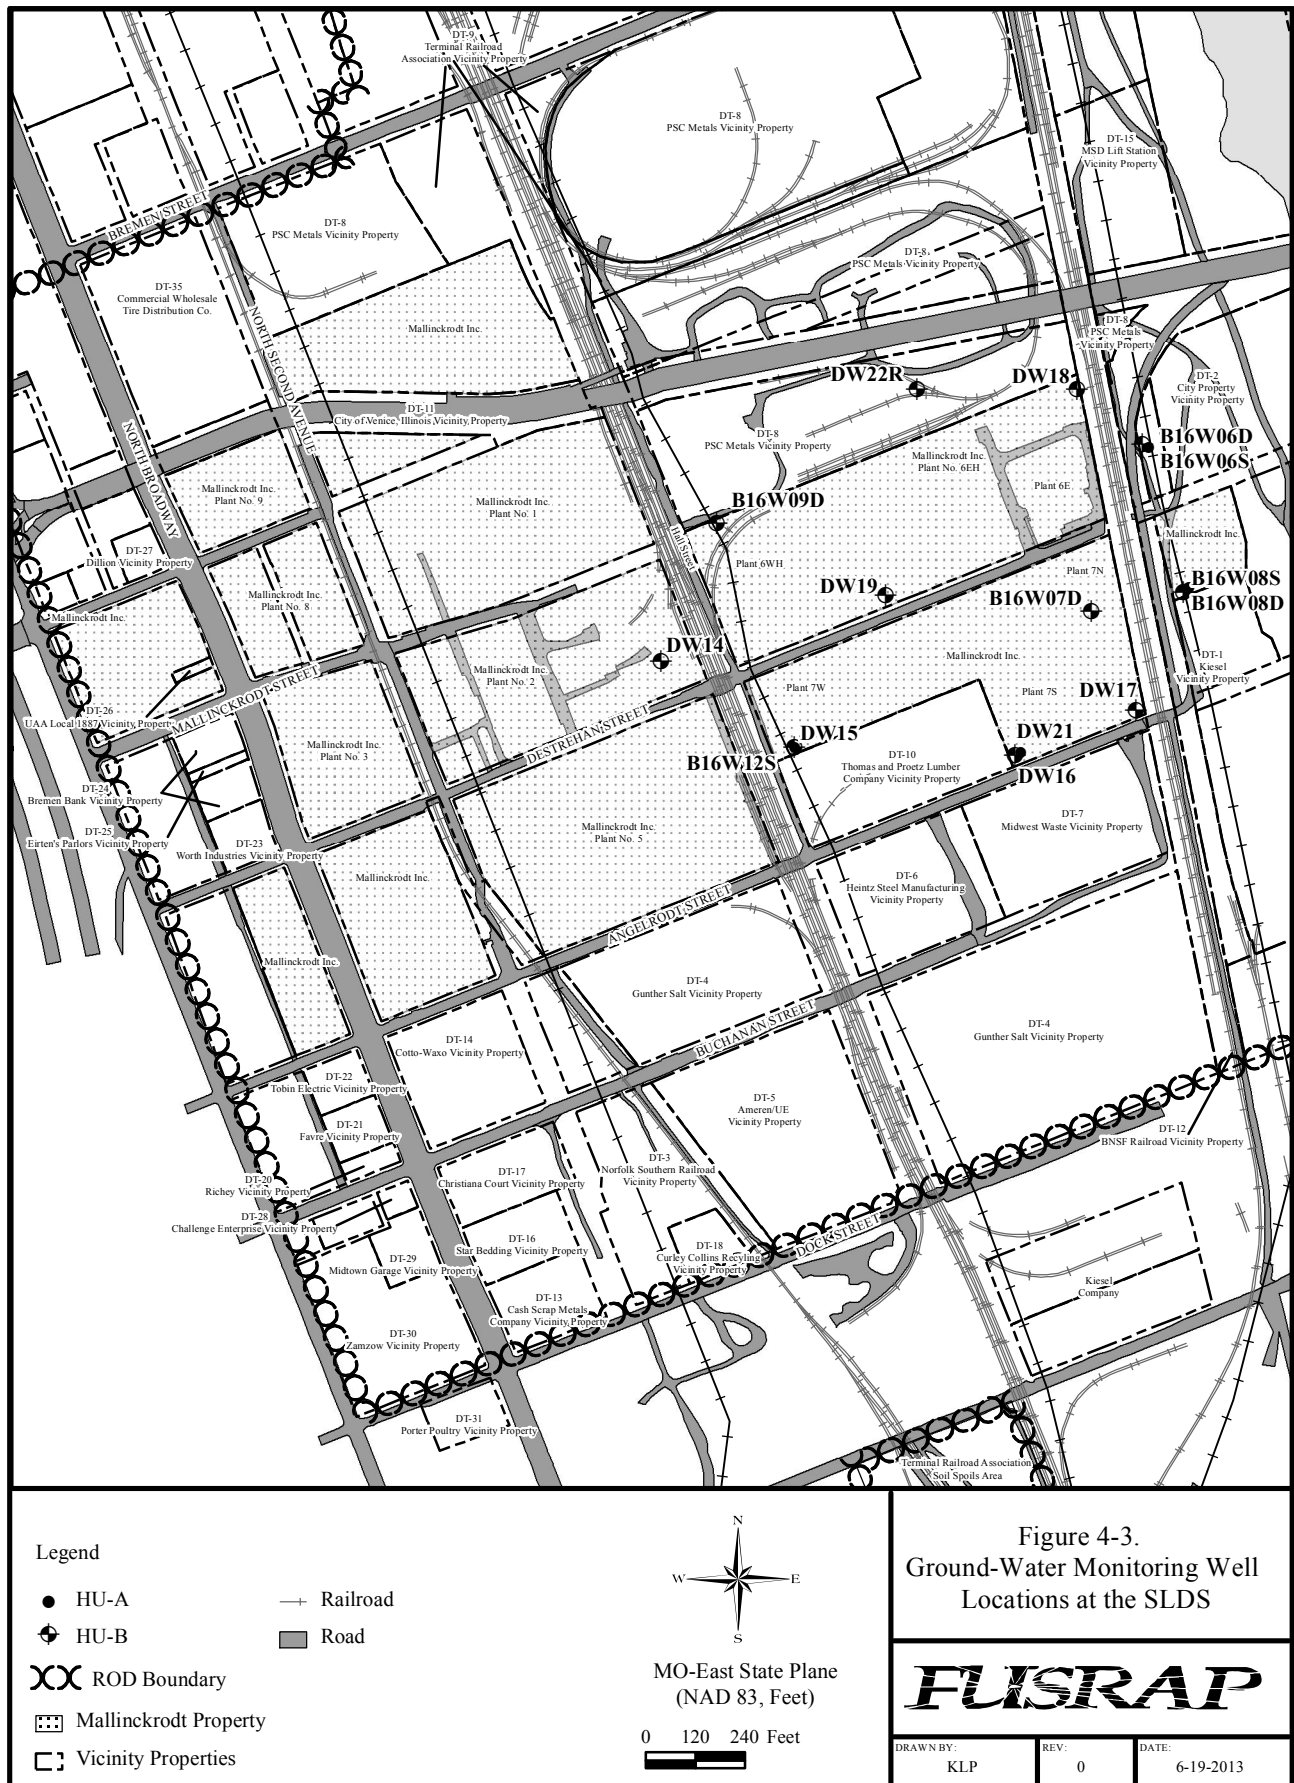 DT-9
Terminal Railroad
Association Vicinity Property
DT-8
PSC Metals Vicinity Property
DT-15
MSD Lift Station
Vicinity Property
BREMEN STREET
DT-8
PSC Metals Vicinity Property
DT-8
PSC Metals Vicinity Property
DT-35
Commercial Wholesale
Tire Distribution Co.
NORTH SECOND AVENUE
Mallinckrodt Inc.
DT-8
PSC Metals
Vicinity Property
DT-2
City Property
Vicinity Property
DW22R
DW18
DT-11
City of Venice, Illinois Vicinity Property
NORTH BROADWAY
DT-8
PSC Metals Vicinity Property
B16W06D
B16W06S
Mallinckrodt Inc.
Plant No. 6EH
Plant 6E
Mallinckrodt Inc.
Plant No. 9
Mallinckrodt Inc.
Plant No. 1
B16W09D
Hall Street
Mallinckrodt Inc.
DT-27
Dillion Vicinity Property
Plant 6WH
Plant 7N
DW19
B16W07D
B16W08S
B16W08D
Mallinckrodt Inc.
Plant No. 8
Mallinckrodt Inc.
DW14
Mallinckrodt Inc.
Plant No. 2
Mallinckrodt Inc.
DT-1
Kiesel
Vicinity Property
Plant 7W
Plant 7S
DW17
DT-26
UAA Local 1887 Vicinity Property
MALLINCKRODT STREET
DESTREHAN STREET
Mallinckrodt Inc.
Plant No. 3
DW15
B16W12S
DW21
DW16
DT-10
Thomas and Proetz Lumber
Company Vicinity Property
DT-24
Bremen Bank Vicinity Property
DT-25
Eirten's Parlors Vicinity Property
DT-23
Worth Industries Vicinity Property
Mallinckrodt Inc.
Plant No. 5
DT-7
Midwest Waste Vicinity Property
Mallinckrodt Inc.
DT-6
Heintz Steel Manufacturing
Vicinity Property
ANGELRODT STREET
Mallinckrodt Inc.
DT-4
Gunther Salt Vicinity Property
BUCHANAN STREET
DT-4
Gunther Salt Vicinity Property
DT-14
Cotto-Waxo Vicinity Property
DT-22
Tobin Electric Vicinity Property
DT-5
Ameren/UE
Vicinity Property
DT-21
Favre Vicinity Property
DT-12
BNSF Railroad Vicinity Property
DT-3
Norfolk Southern Railroad
Vicinity Property
DT-17
Christiana Court Vicinity Property
DT-20
Richey Vicinity Property
DT-28
Challenge Enterprise Vicinity Property
DOCK STREET
DT-16
Star Bedding Vicinity Property
DT-18
Curley Collins Recyling
Vicinity Property
DT-29
Midtown Garage Vicinity Property
Kiesel
Company
DT-13
Cash Scrap Metals
Company Vicinity Property
DT-30
Zamzow Vicinity Property
DT-31
Porter Poultry Vicinity Property
Terminal Railroad Association
Soil Spoils Area
Legend
HU-A
HU-B
ROD Boundary
Mallinckrodt Property
Vicinity Properties
Railroad
Road
N
W
E
S
MO-East State Plane
(NAD 83, Feet)
0 120 240 Feet
Figure 4-3.
Ground-Water Monitoring Well
Locations at the SLDS
FUSRAP
DRAWN BY:
KLP
REV:
0
DATE:
6-19-2013